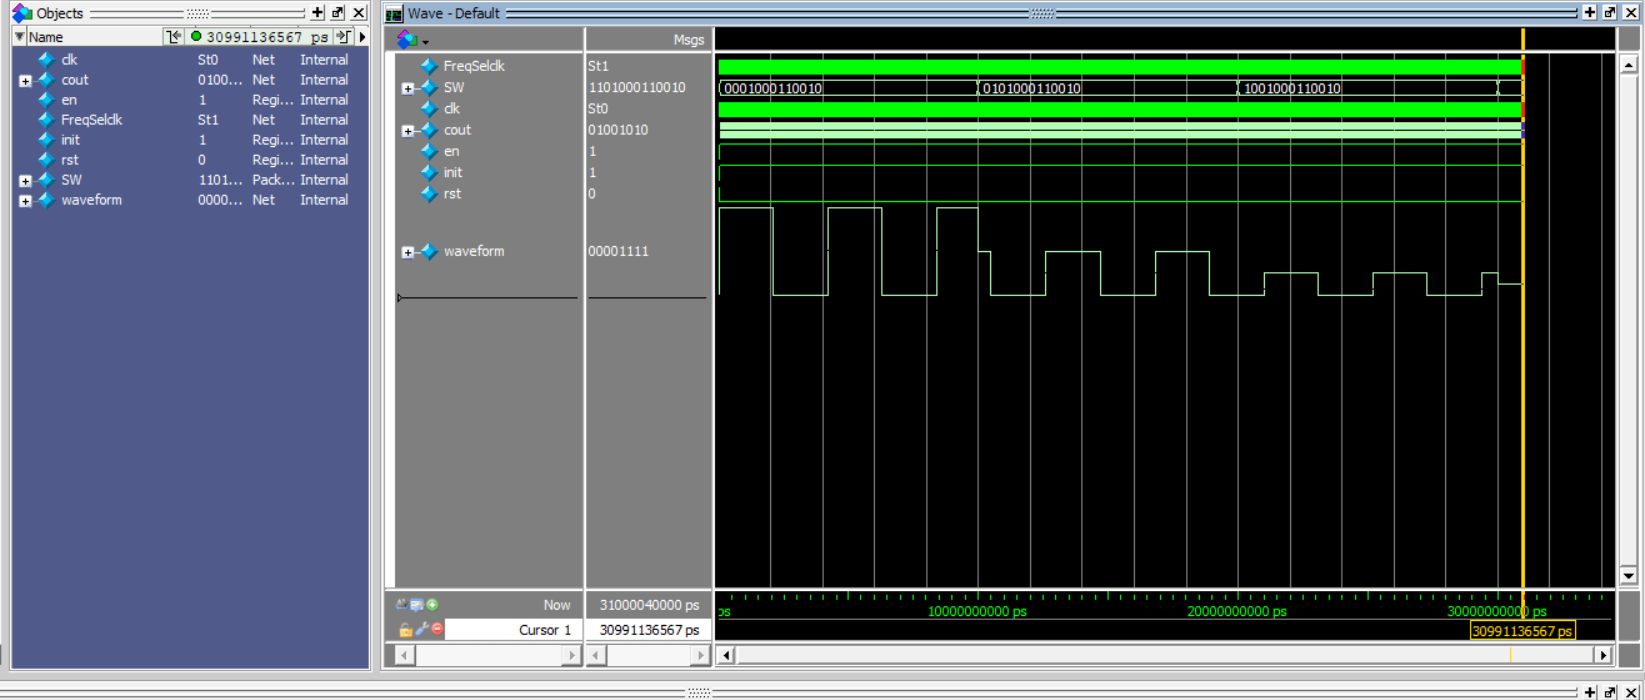 Objects
Wave - Default
Name 30991136567 ps
clk St0 Net Internal
cout 0100... Net Internal
en 1 Regi... Internal
FreqSelclk St1 Net Internal
init 1 Regi... Internal
rst 0 Regi... Internal
SW 1101... Pack... Internal
waveform 0000... Net Internal
Msgs
FreqSelclk St1
SW 1101000110010 0001000110010 0101000110010 1001000110010
clk St0
cout 01001010
en 1
init 1
rst 0
waveform 00001111
Now 31000040000 ps ps 10000000000 ps 20000000000 ps 30000000000 ps
Cursor 1 30991136567 ps 30991136567 ps